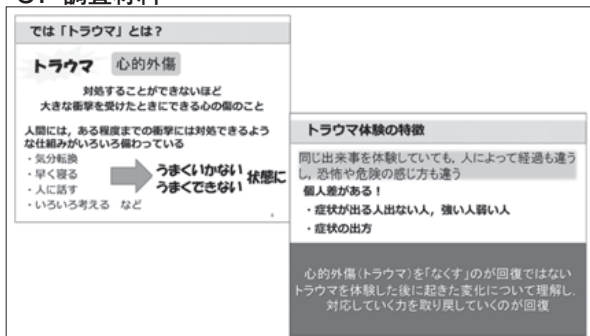 では「トラウマ」とは？
トラウマ 心的外傷
対処することができないほど
大きな衝撃を受けたときにできる心の傷のこと
人間には，ある程度までの衝撃には対処できるよう
な仕組みがいろいろ備わっている
・気分転換
・早く寝る
・人に話す
・いろいろ考える など
うまくいかない
うまくできない 状態に
トラウマ体験の特徴
同じ出来事を体験していても，人によって経過も違う
し，恐怖や危険の感じ方も違う
個人差がある！
・症状が出る人出ない人，強い人弱い人
・症状の出方
心的外傷（トラウマ）を「なくす」のが回復ではない
トラウマを体験した後に起きた変化について理解し，
対応していく力を取り戻していくのが回復